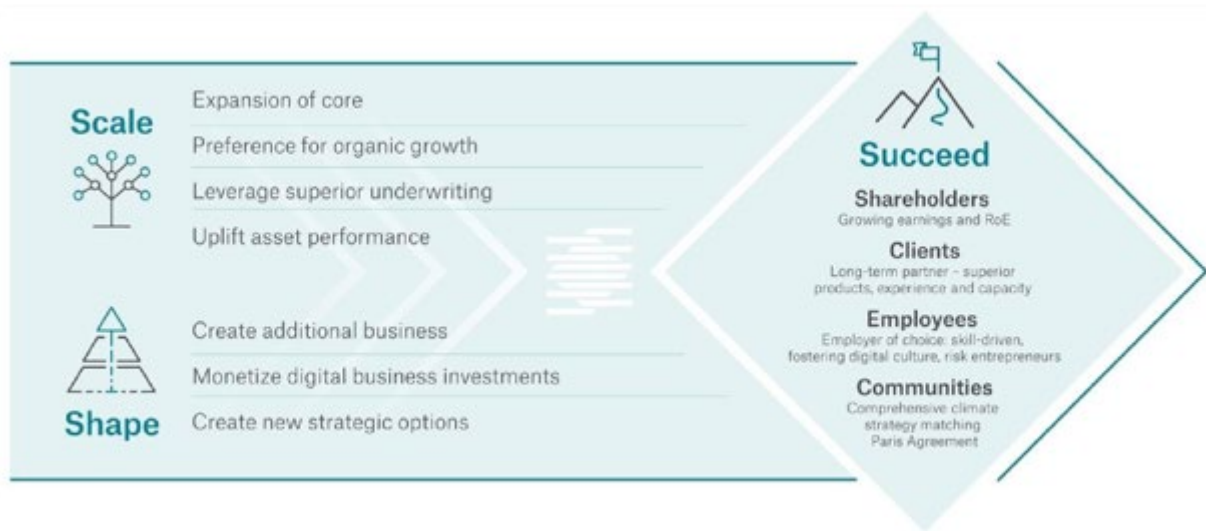 Scale
Expansion of core
Preference for organic growth
Leverage superior underwriting
Uplift asset performance
Shape
Create additional business
Monetize digital business investments
Create new strategic options
Succeed
Shareholders
Growing earnings and RoE
Clients
Long-term partner – superior
products, experience and capacity
Employees
Employer of choice: skill-driven,
fostering digital culture, risk entrepreneurs
Communities
Comprehensive climate
strategy matching
Paris Agreement